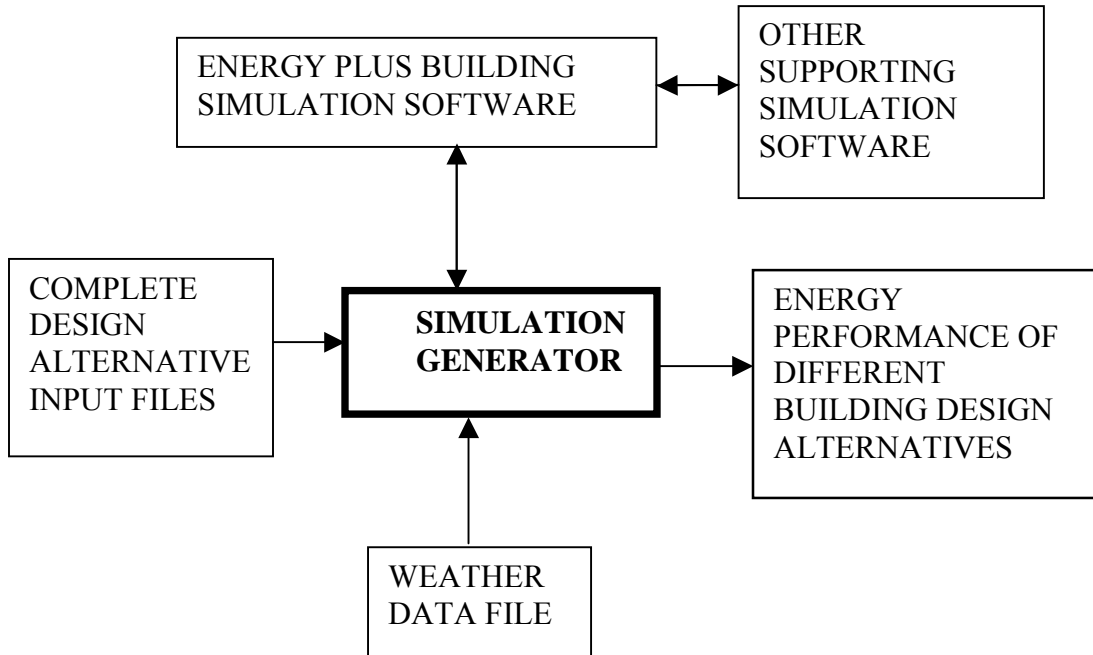 ENERGY PLUS BUILDING
SIMULATION SOFTWARE
OTHER
SUPPORTING
SIMULATION
SOFTWARE
COMPLETE
DESIGN
ALTERNATIVE
INPUT FILES
SIMULATION
GENERATOR
ENERGY
PERFORMANCE OF
DIFFERENT
BUILDING DESIGN
ALTERNATIVES
WEATHER
DATA FILE